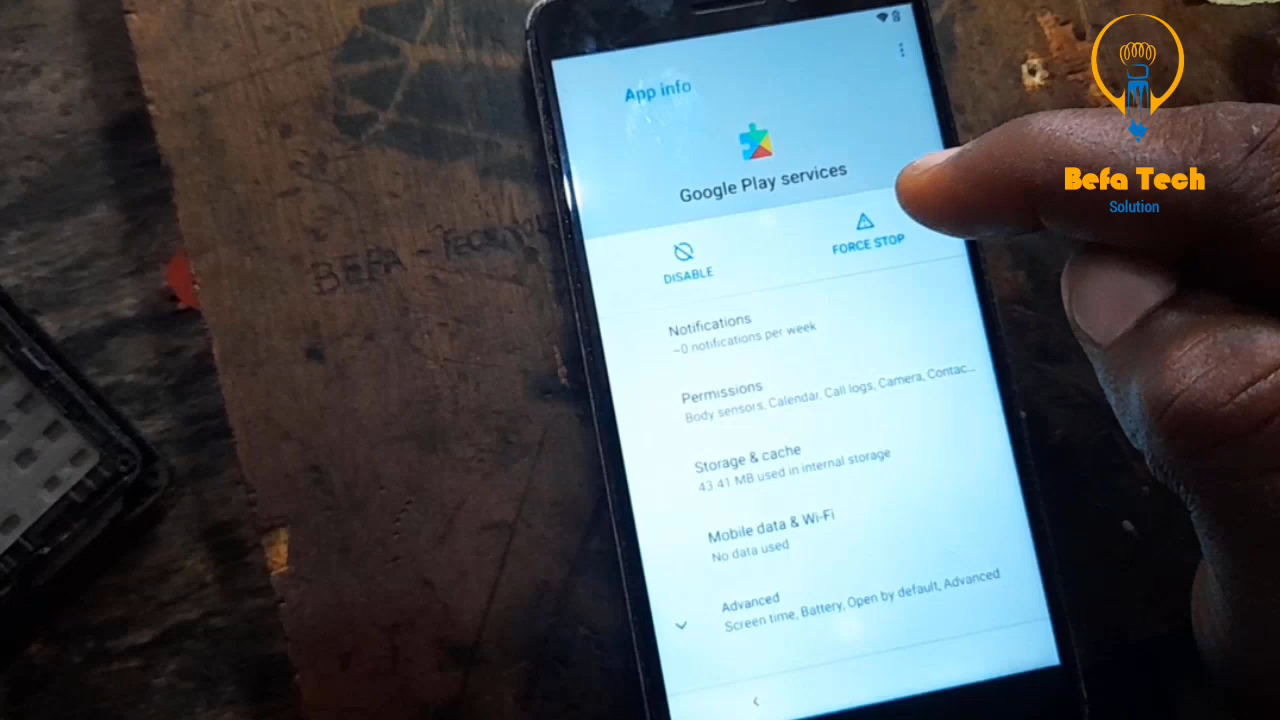 App info
Google Play services
DISABLE
FORCE STOP
Notifications
~0 notifications per week
Permissions
Body sensors, Calendar, Call logs, Camera, Contac...
Storage & cache
43.41 MB used in internal storage
Mobile data & Wi-Fi
No data used
Advanced
Screen time, Battery, Open by default, Advanced
BEFA -
Befa Tech
Solution